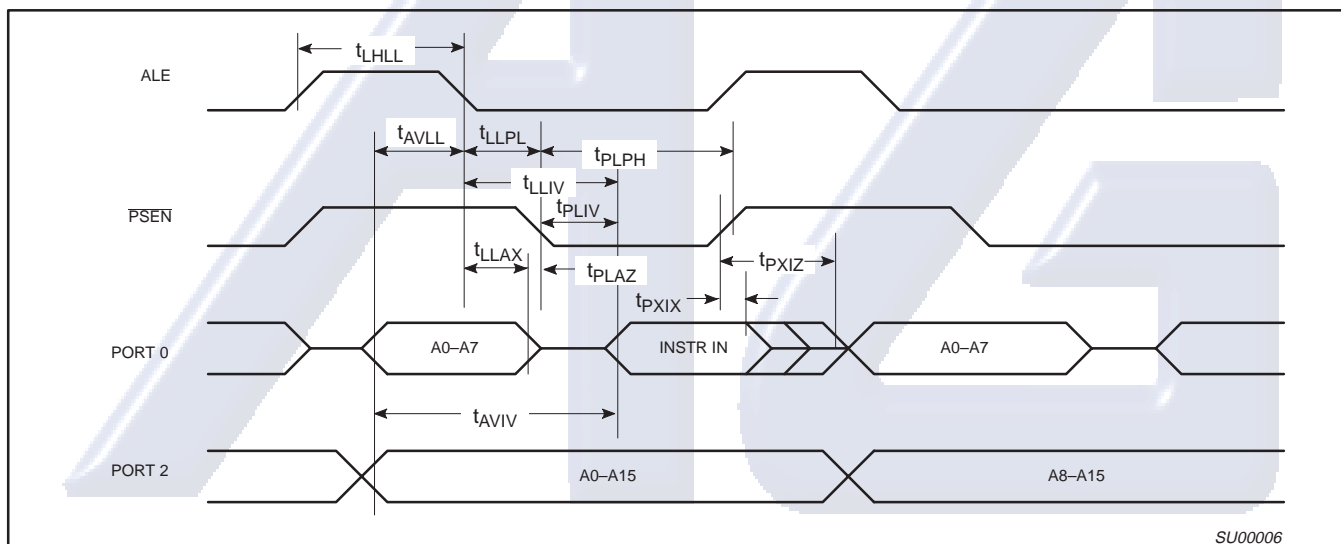 tLHLL
ALE
tAVLL tLLPL
tPLPH
tLLIV
PSEN
tPLIV
tLLAX
tPLAZ
tPXIZ
tPXIX
PORT 0
A0–A7
INSTR IN
A0–A7
tAVIV
PORT 2
A0–A15
A8–A15
SU00006